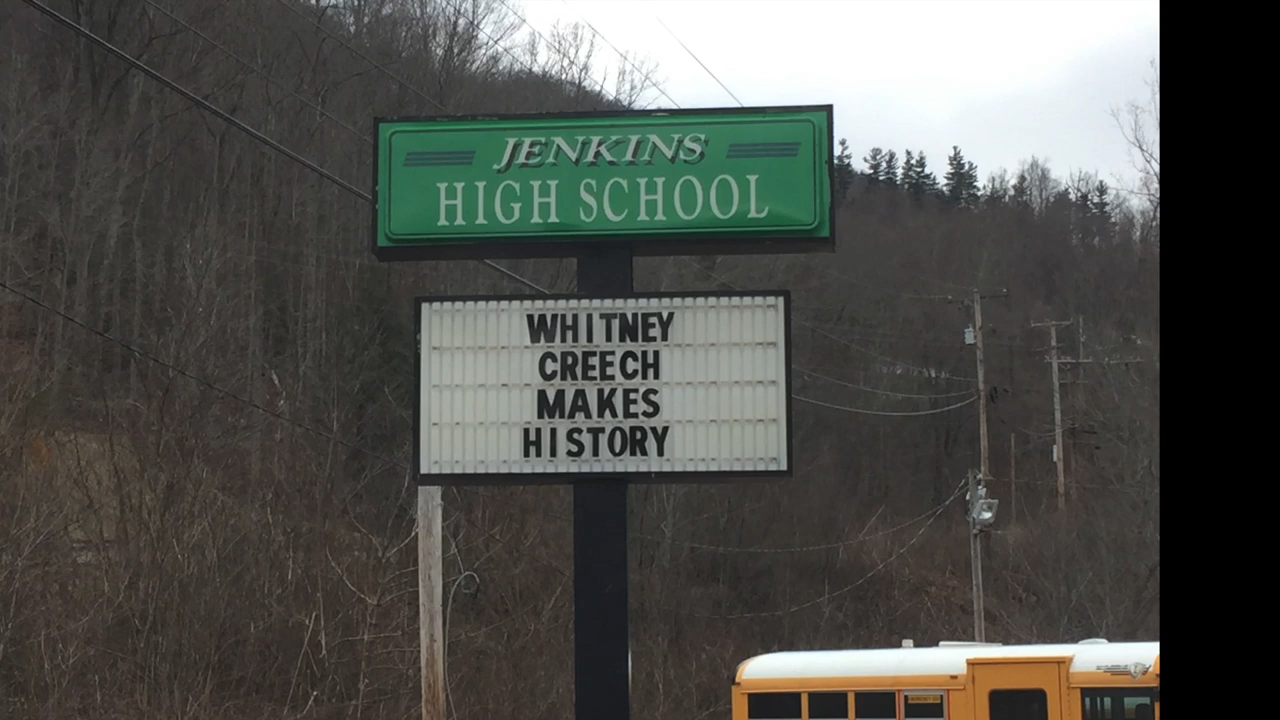 JENKINS
HIGH SCHOOL
WHITNEY
CREECH
MAKES
HISTORY